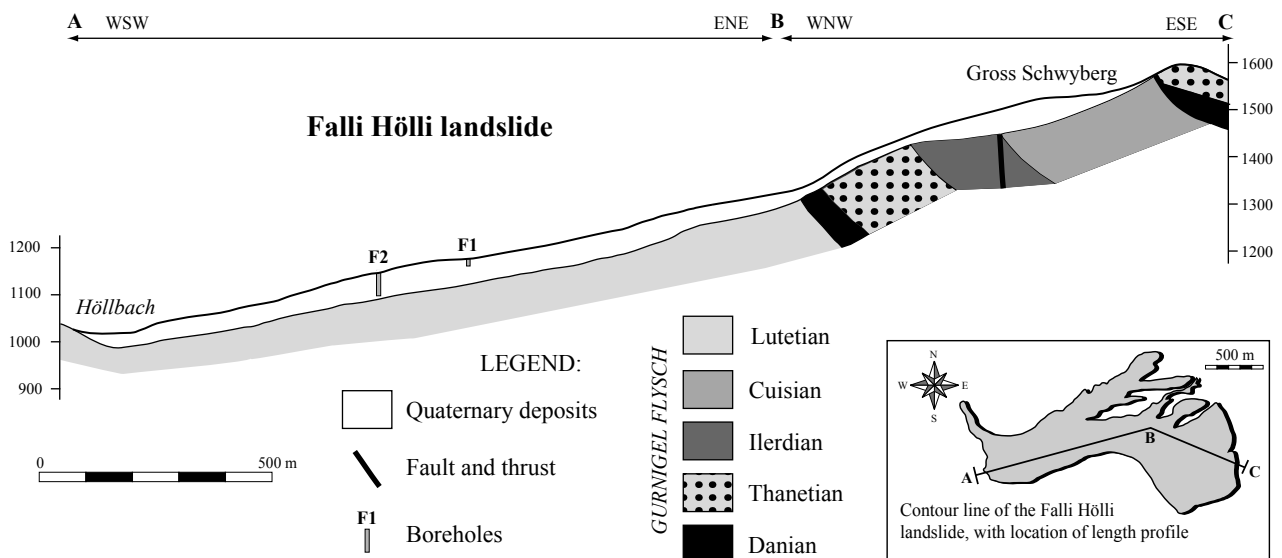 A WSW ENE B WNW ESE C
Falli Hölli landslide
Gross Schwyberg
1600
1500
1400
1300
1200
1200
1100
1000
900
F2
F1
Höllbach
0 500 m
LEGEND:
Quaternary deposits
Fault and thrust
F1
Boreholes
GURNIGEL FLYSCH
Lutetian
Cuisian
Ilerdian
Thanetian
Danian
N
W E
S
500 m
A
B
C
Contour line of the Falli Hölli
landslide, with location of length profile